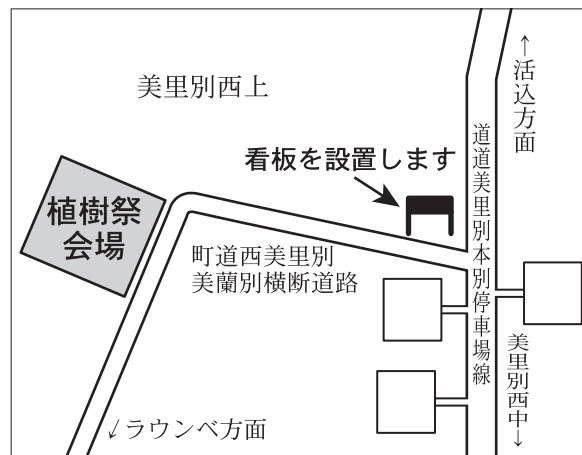 美里別西上
↑活込方面
看板を設置します
道道美里別本別停車場線
植樹祭
会場
町道西美里別
美蘭別横断道路
美里別西中→
↙ラウンベ方面